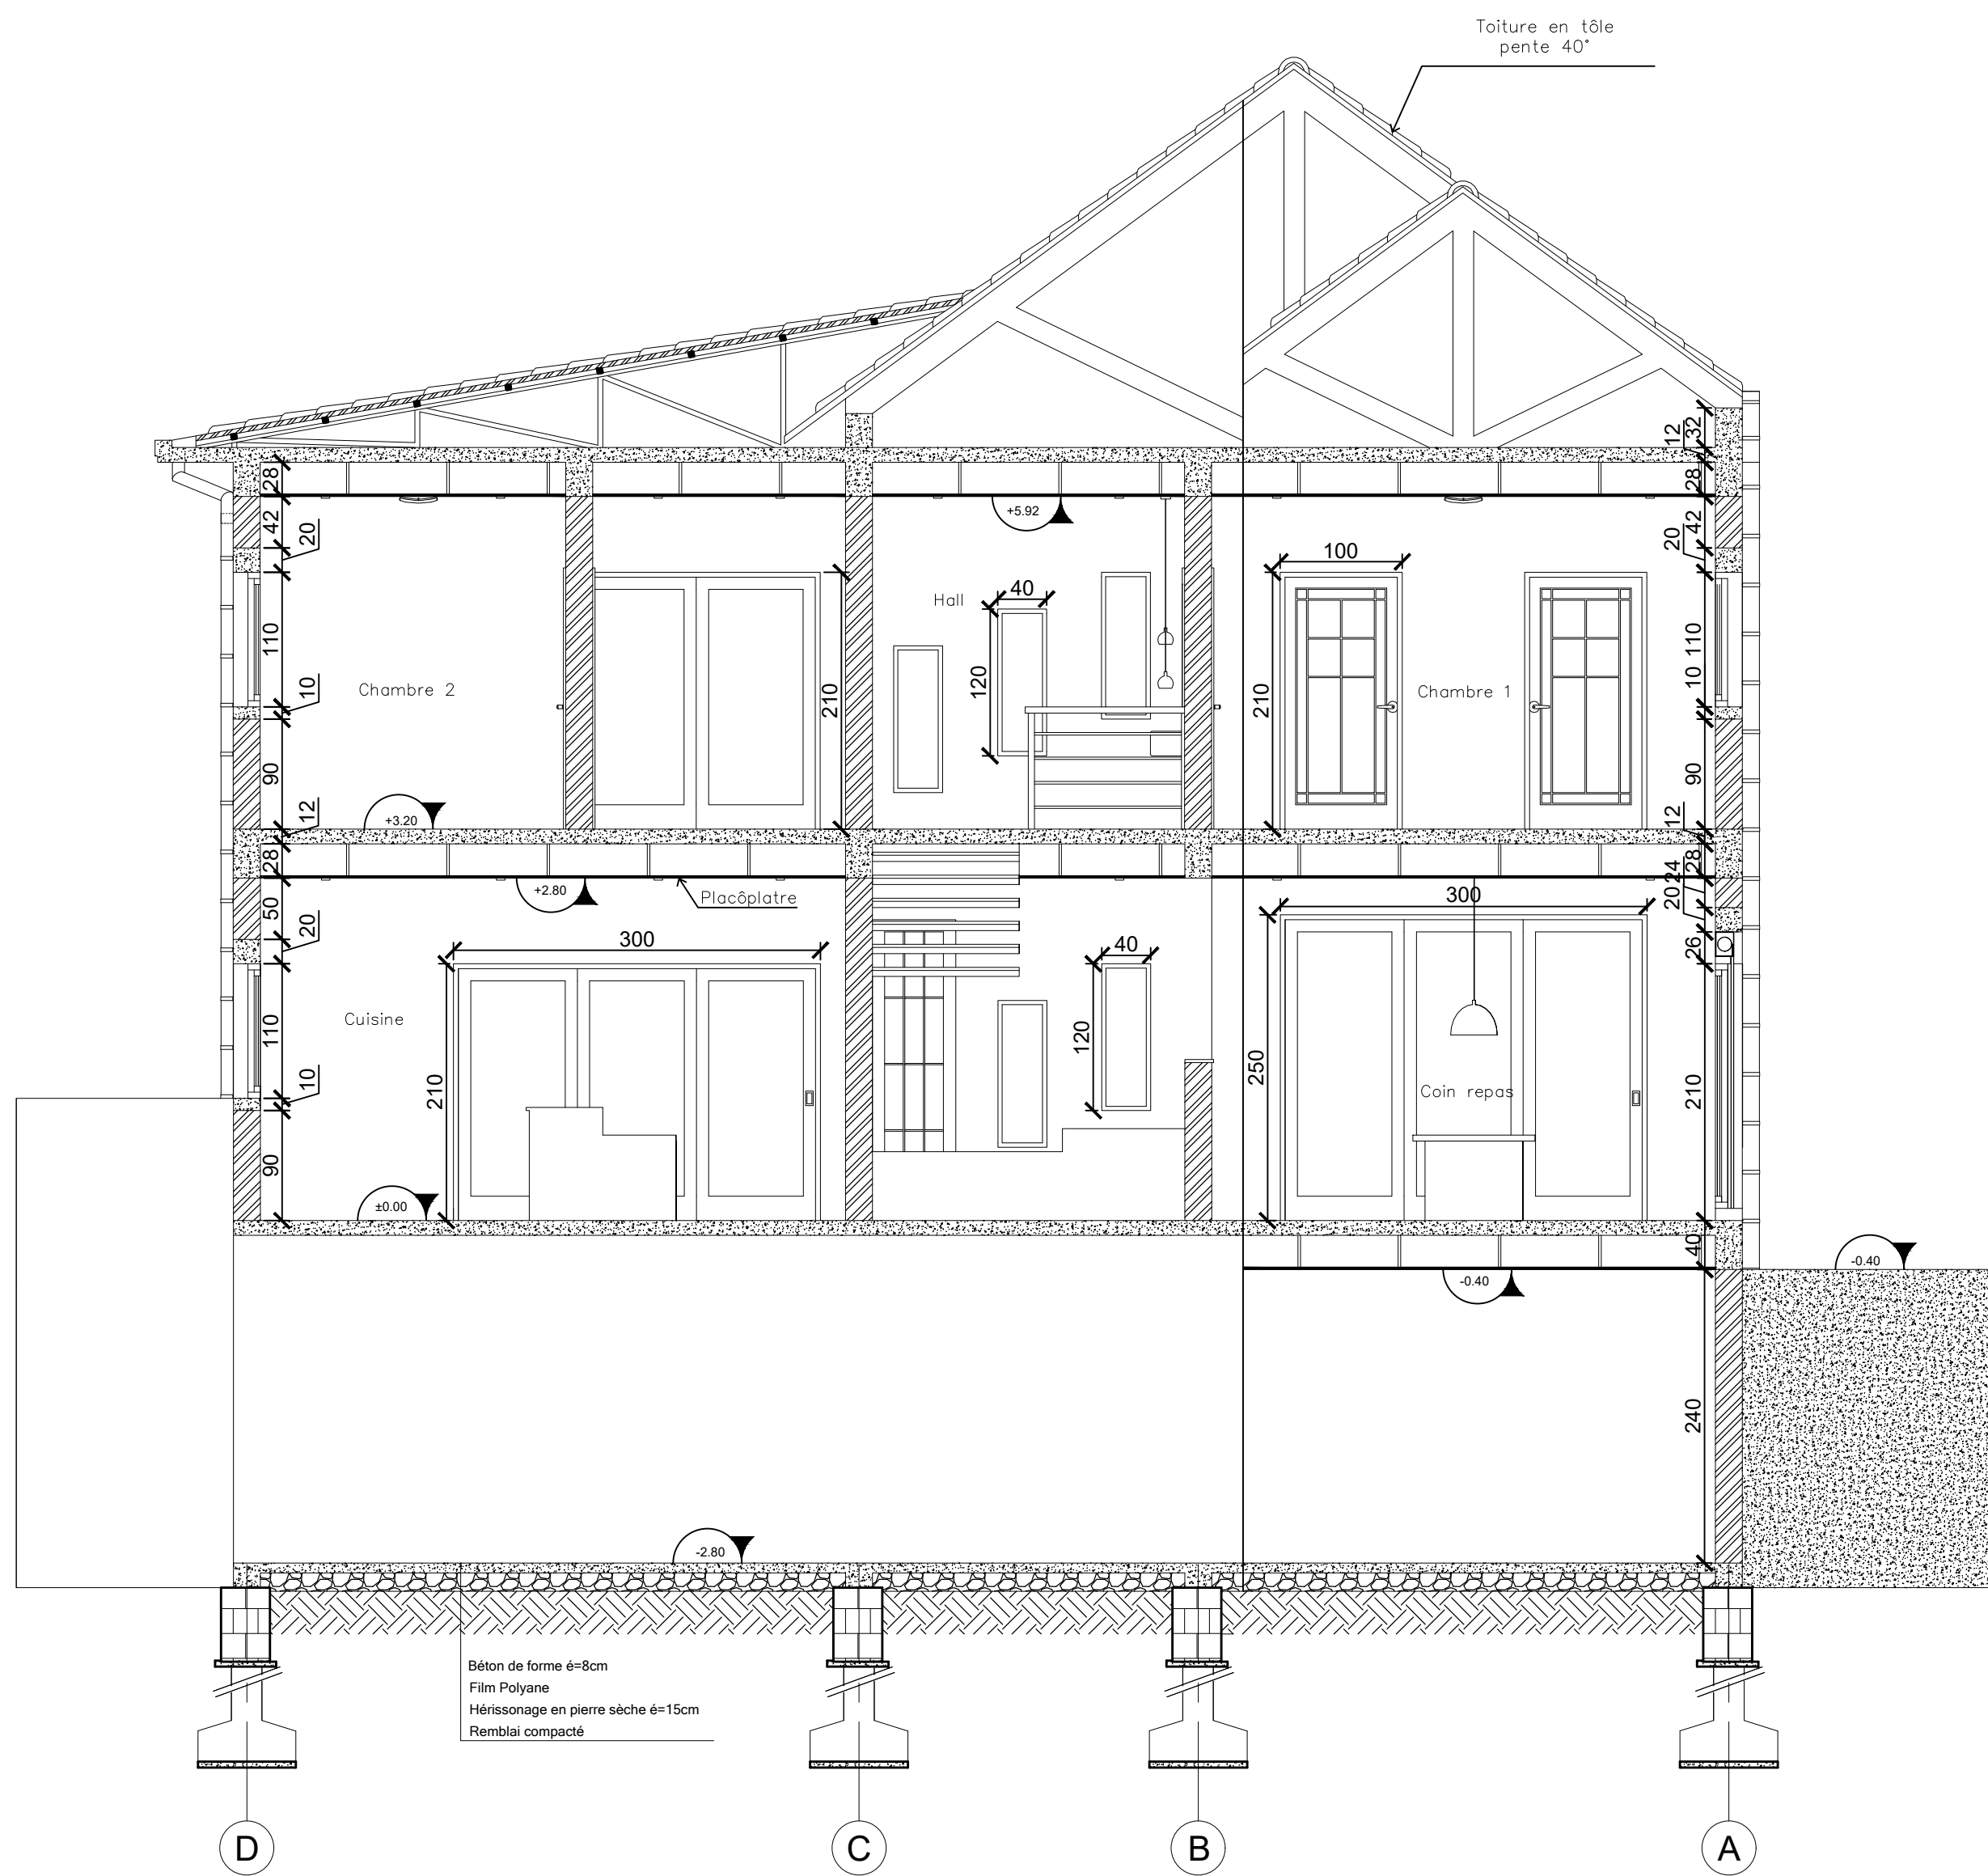 Toiture en tôle
pente 40°
12
32
28
28
+5.92
42
20
42
20
100
Hall
40
110
110
Chambre 2
120
210
210
Chambre 1
10
10
90
90
12
+3.20
12
28
28
24
+2.80
Placôplatre
20
300
50
20
300
40
26
Cuisine
110
120
210
250
Coin repas
210
10
90
±0.00
40
-0.40
-0.40
240
-2.80
Béton de forme é=8cm
Film Polyane
Hérissonage en pierre sèche é=15cm
Remblai compacté
D
C
B
A